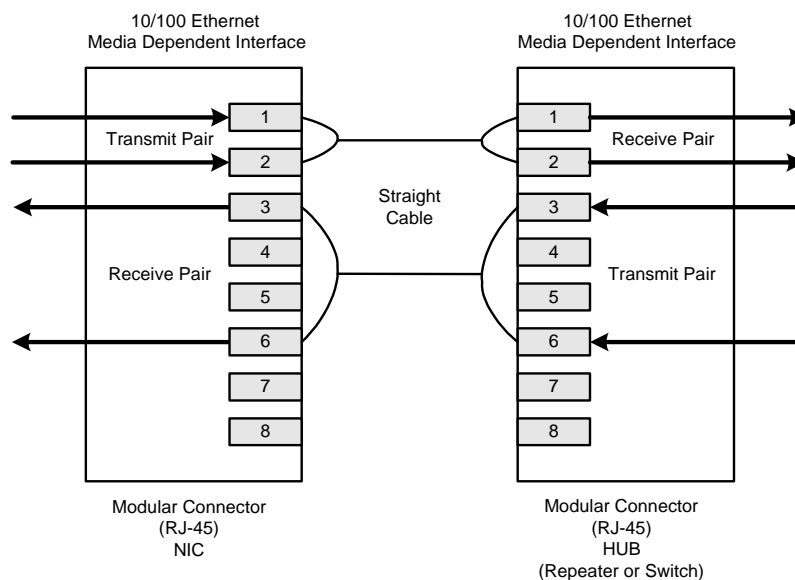 10/100 Ethernet
Media Dependent Interface
10/100 Ethernet
Media Dependent Interface
1
Transmit Pair
2
3
4
Receive Pair
5
6
7
8
Straight
Cable
1
Receive Pair
2
3
4
Transmit Pair
5
6
7
8
Modular Connector
(RJ-45)
NIC
Modular Connector
(RJ-45)
HUB
(Repeater or Switch)